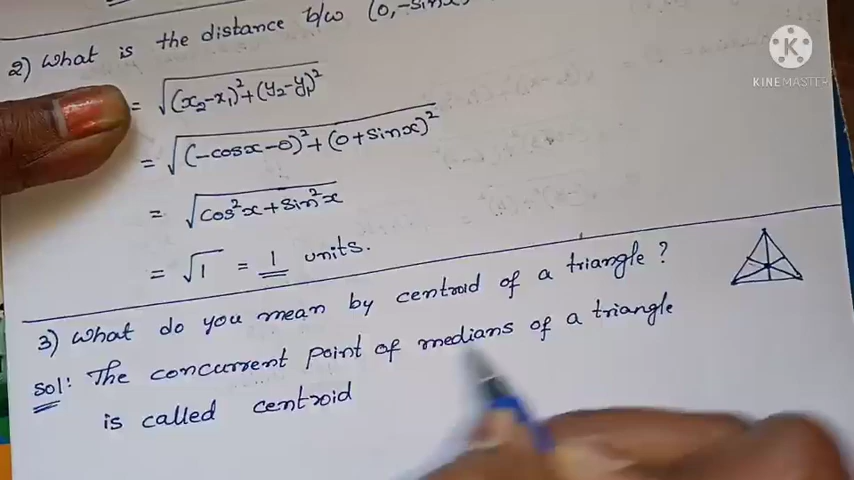 2) What is the distance b/w (0,-sinx)
= √(x₂-x₁)²+(y₂-y₁)²
= √(-cosx-0)²+(0+sinx)²
= √cos²x+sin²x
= √1 = 1 units.
3) What do you mean by centroid of a triangle ?
Sol: The concurrent point of medians of a triangle
is called centroid
KINEMASTER